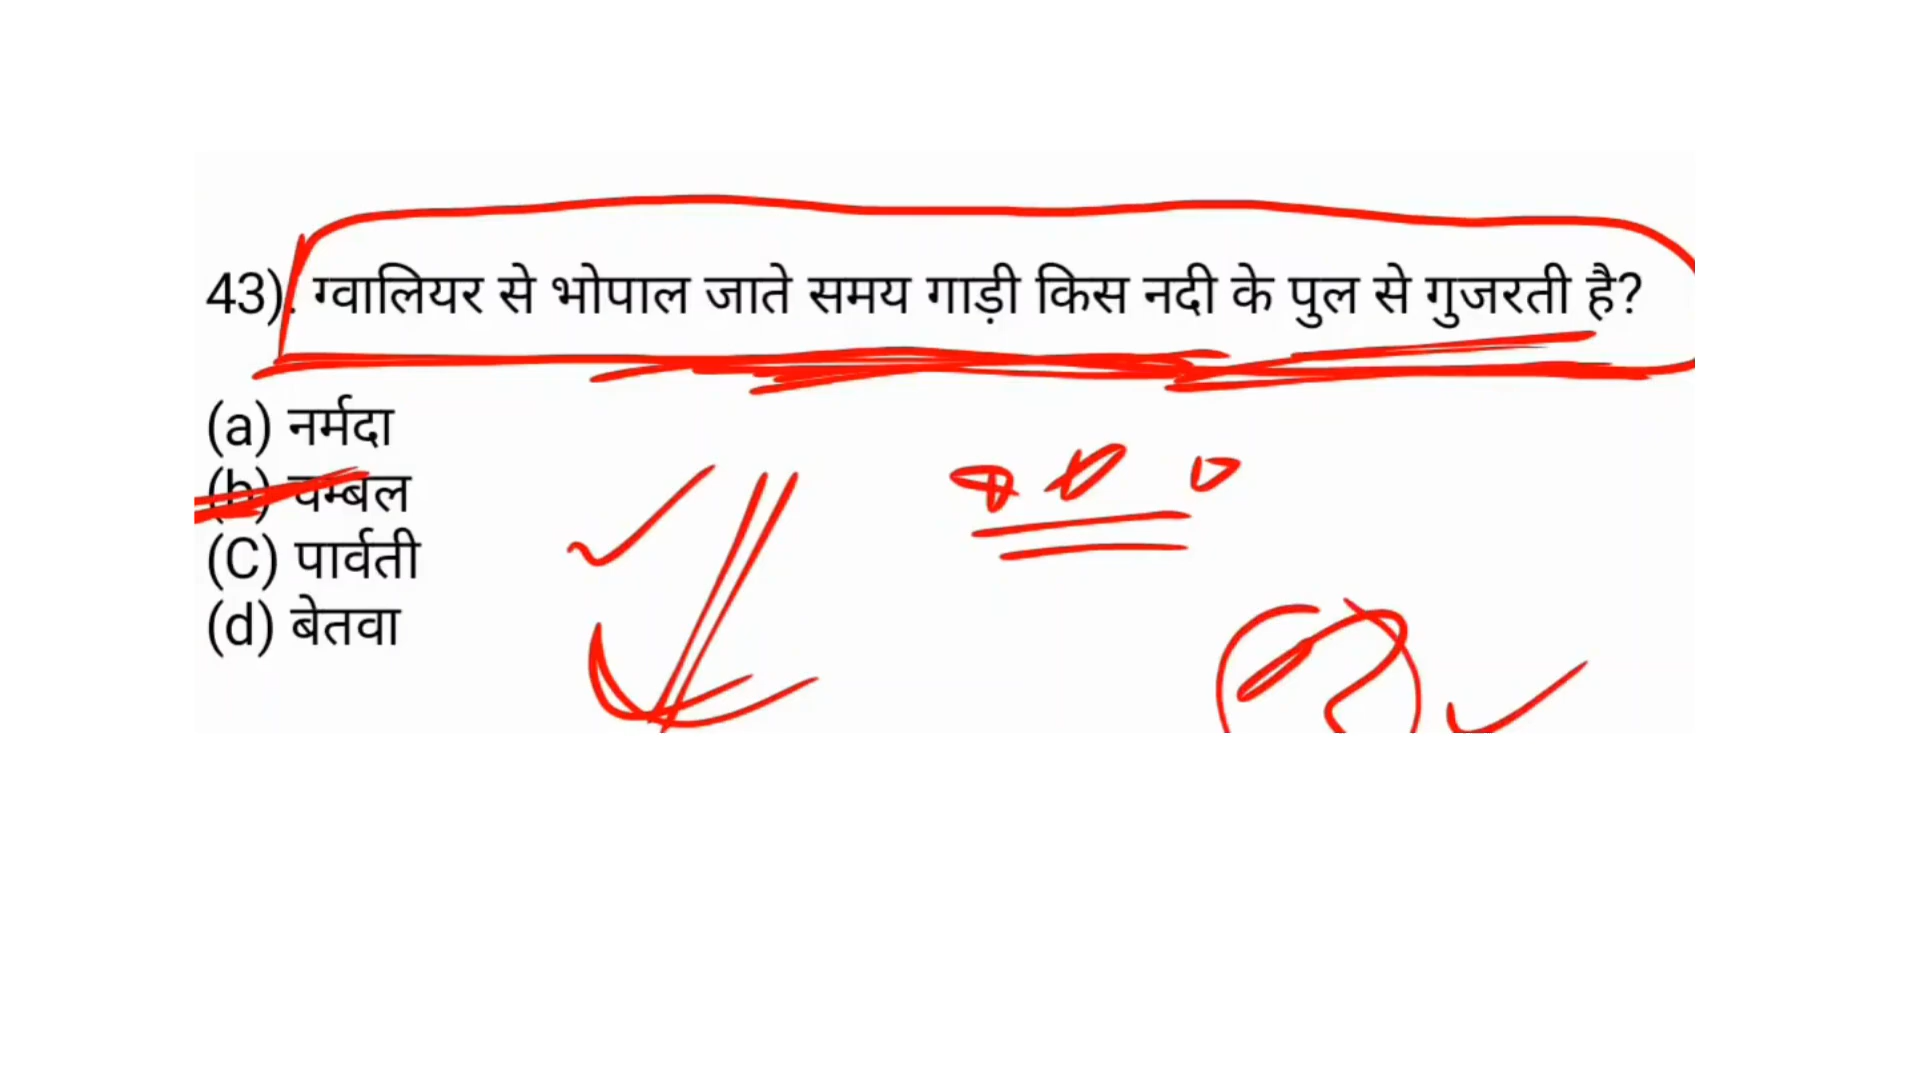 43). ग्वालियर से भोपाल जाते समय गाड़ी किस नदी के पुल से गुजरती है?
(a) नर्मदा
(b) चम्बल
(C) पार्वती
(d) बेतवा